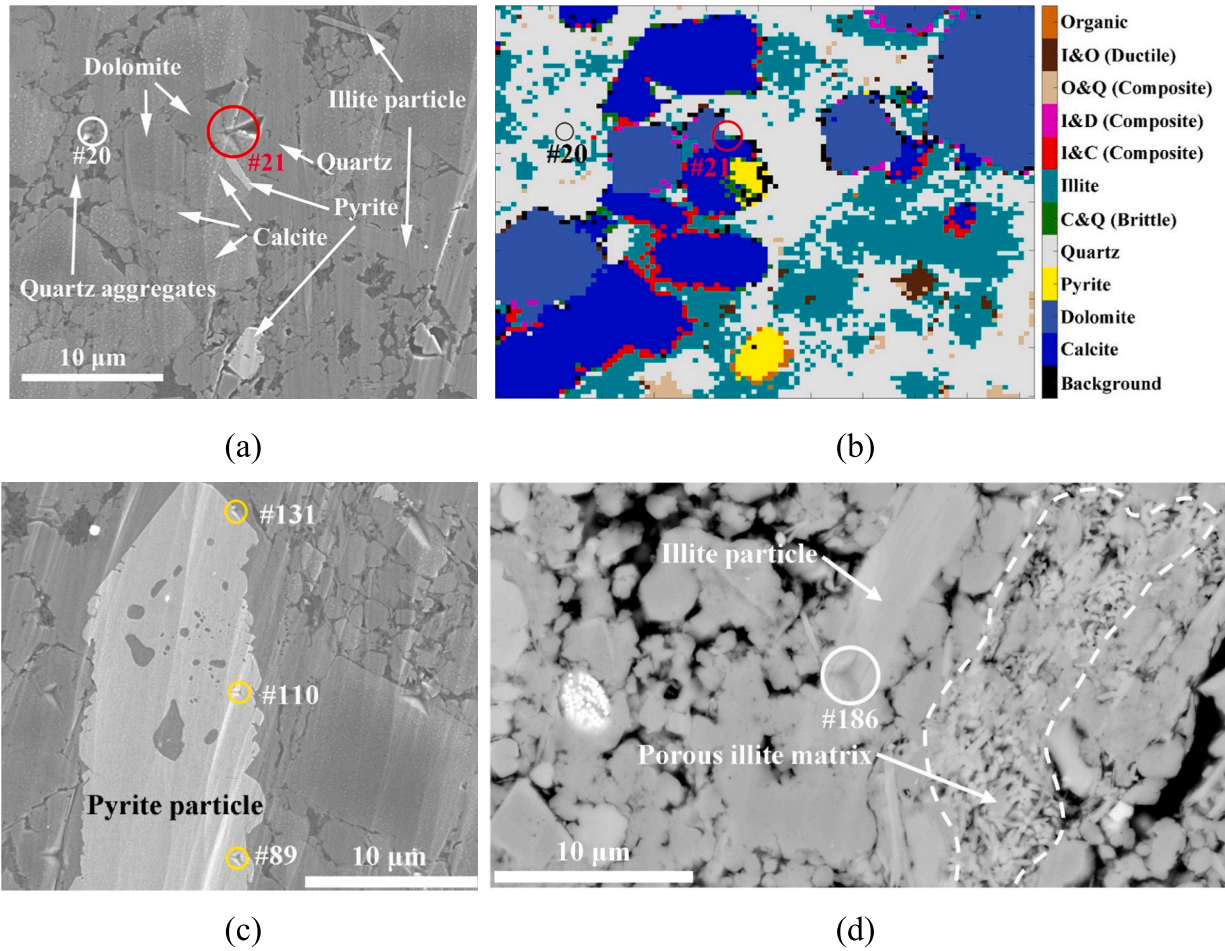 Dolomite
Illite particle
#20
#21
Quartz
Pyrite
Calcite
Quartz aggregates
10 µm
(a)
#20
#21
Organic
I&O (Ductile)
O&Q (Composite)
I&D (Composite)
I&C (Composite)
Illite
C&Q (Brittle)
Quartz
Pyrite
Dolomite
Calcite
Background
(b)
#131
#110
Pyrite particle
#89
10 µm
(c)
Illite particle
#186
Porous illite matrix
10 µm
(d)